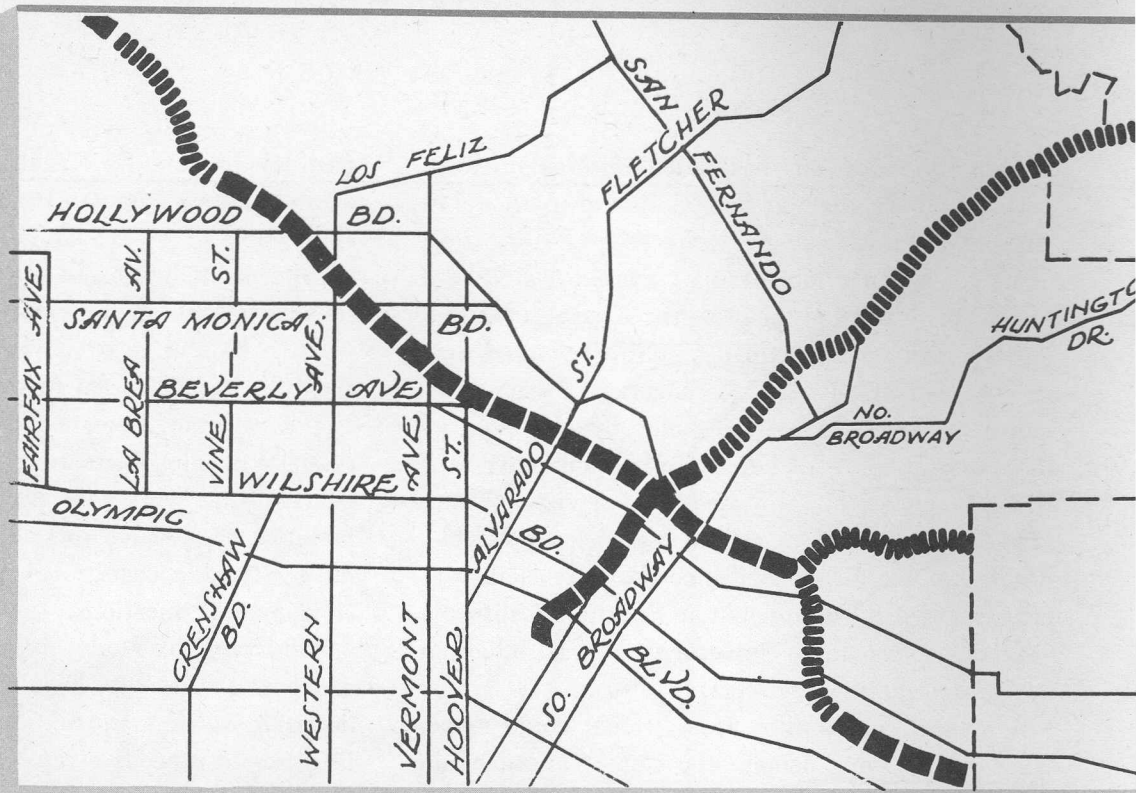 SAN
FERNANDO
FLETCHER
LOS FELIZ
BD.
HOLLYWOOD
AV.
ST.
SANTA MONICA
BD.
FAIRFAX AVE
LA BREA
VINE
BEVERLY AVE
AVE.
AVE
ST.
ST.
HUNTINGTO
DR.
NO.
BROADWAY
WILSHIRE
OLYMPIC
ALVARADO
BD.
CRENSHAW
BD.
WESTERN
VERMONT
HOOVER
SO. BROADWAY
BLVD.